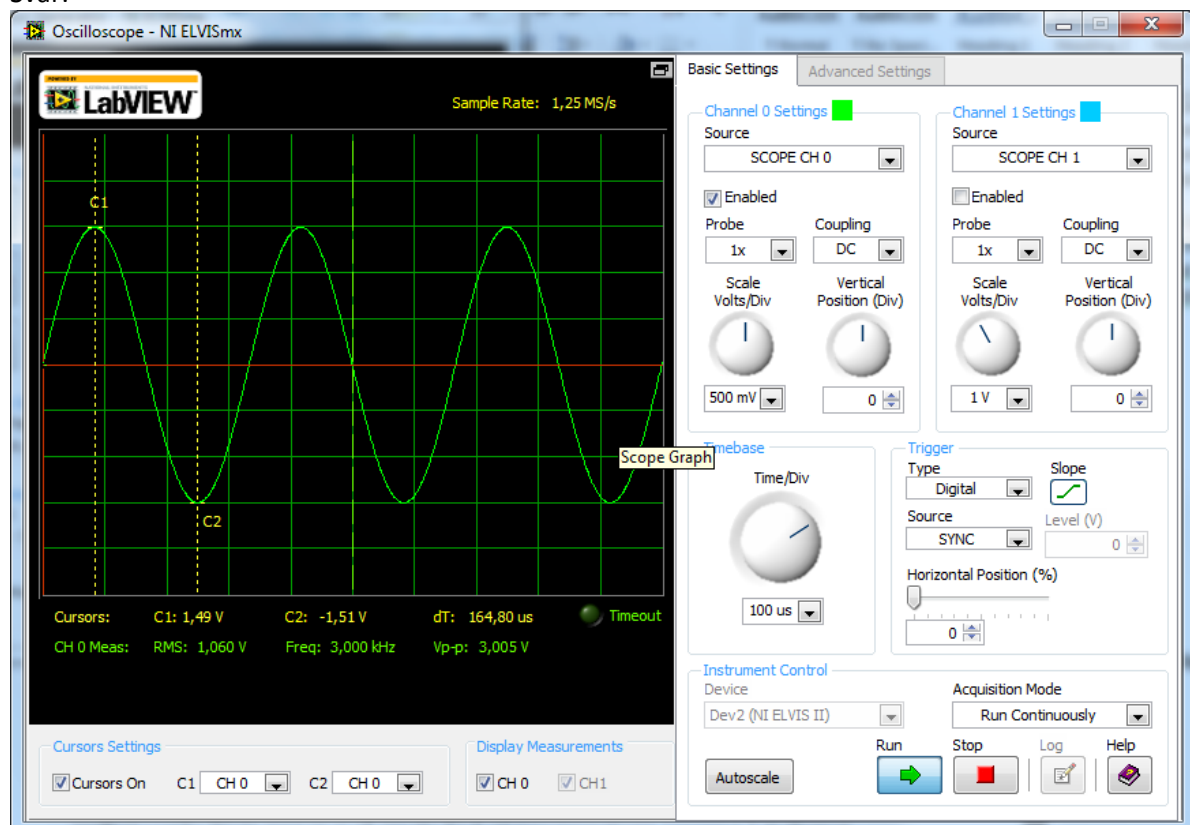 Oscilloscope - NI ELVISmx
POWERED BY
NATIONAL INSTRUMENTS
LabVIEW
Sample Rate: 1,25 MS/s
C1
C2
Scope Graph
Cursors: C1: 1,49 V C2: -1,51 V dT: 164,80 us Timeout
CH 0 Meas: RMS: 1,060 V Freq: 3,000 kHz Vp-p: 3,005 V
Cursors Settings
Cursors On C1 CH 0 C2 CH 0
Display Measurements
CH 0 CH1
Basic Settings Advanced Settings
Channel 0 Settings
Source
SCOPE CH 0
Enabled
Probe Coupling
1x DC
Scale Volts/Div Vertical Position (Div)
500 mV 0
Channel 1 Settings
Source
SCOPE CH 1
Enabled
Probe Coupling
1x DC
Scale Volts/Div Vertical Position (Div)
1 V 0
Timebase
Time/Div
100 us
Trigger
Type Slope
Digital
Source Level (V)
SYNC 0
Horizontal Position (%)
0
Instrument Control
Device Acquisition Mode
Dev2 (NI ELVIS II) Run Continuously
Run Stop Log Help
Autoscale